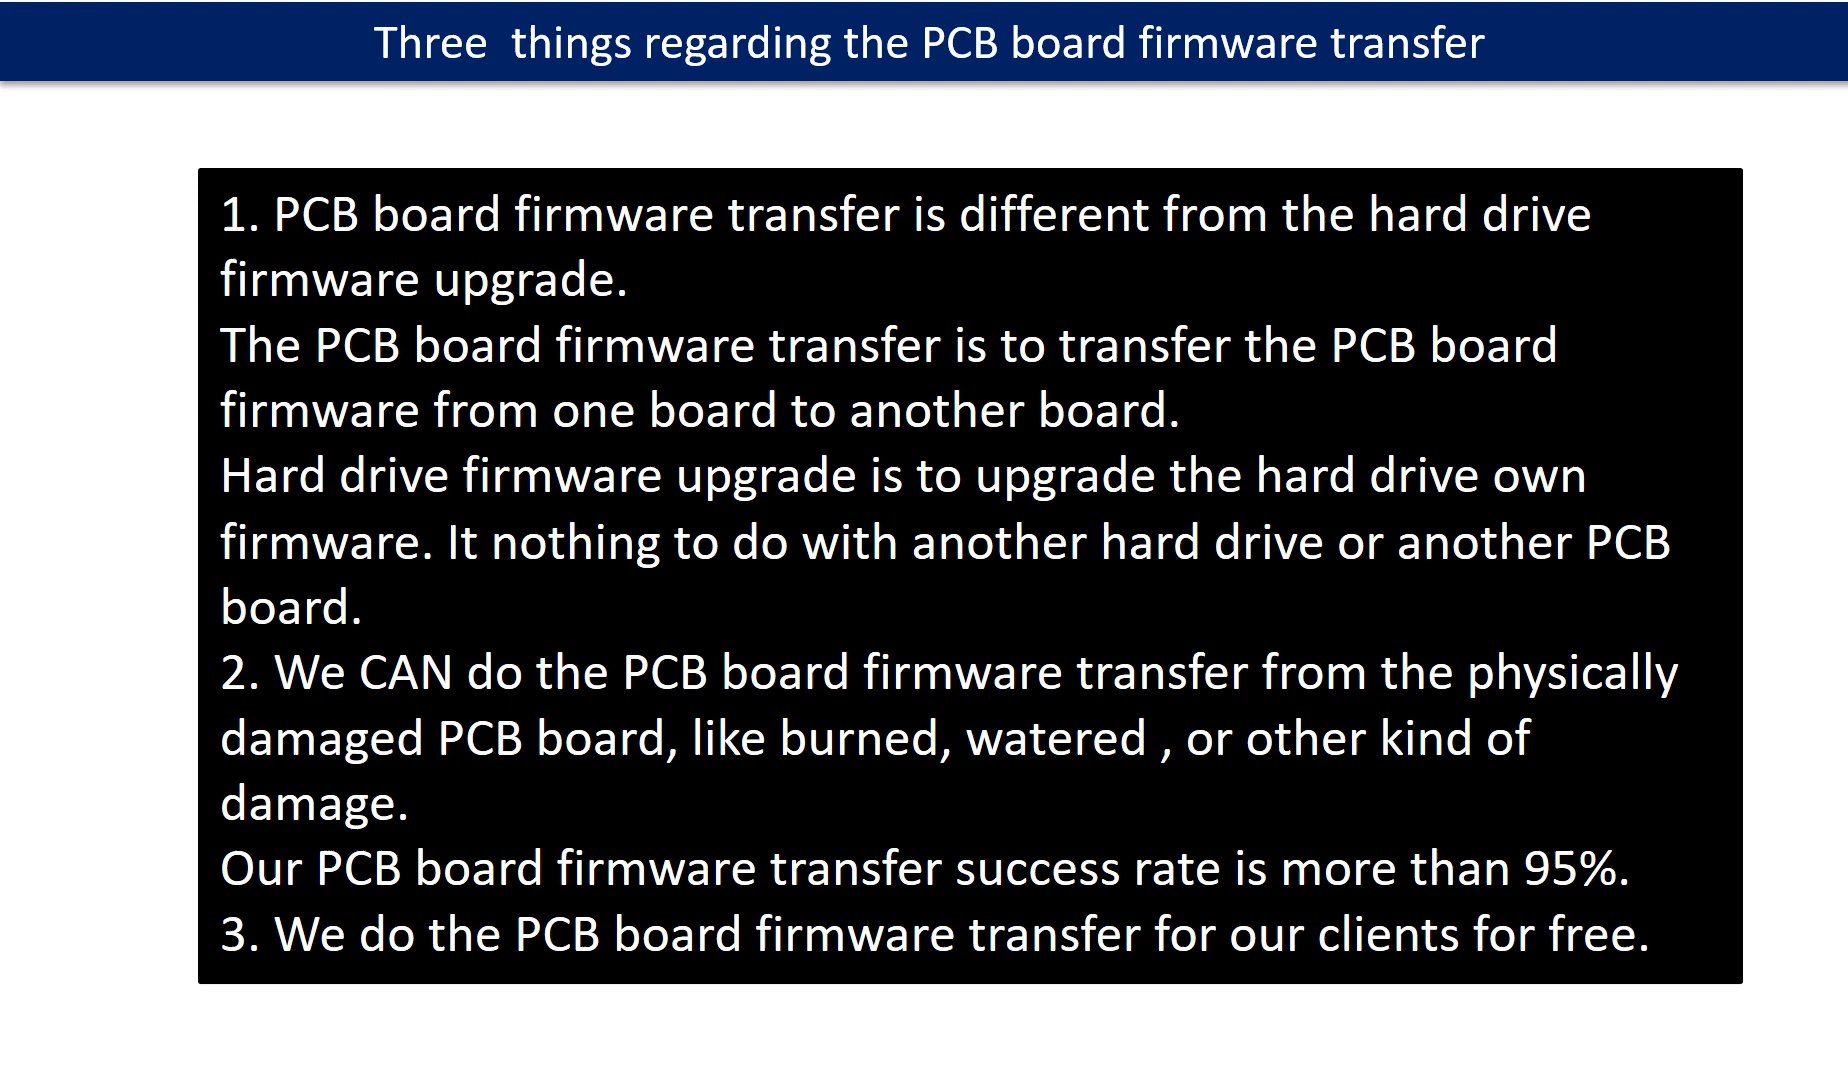 Three  things regarding the PCB board firmware transfer
1. PCB board firmware transfer is different from the hard drive
firmware upgrade.
The PCB board firmware transfer is to transfer the PCB board
firmware from one board to another board.
Hard drive firmware upgrade is to upgrade the hard drive own
firmware. It nothing to do with another hard drive or another PCB
board.
2. We CAN do the PCB board firmware transfer from the physically
damaged PCB board, like burned, watered , or other kind of
damage.
Our PCB board firmware transfer success rate is more than 95%.
3. We do the PCB board firmware transfer for our clients for free.